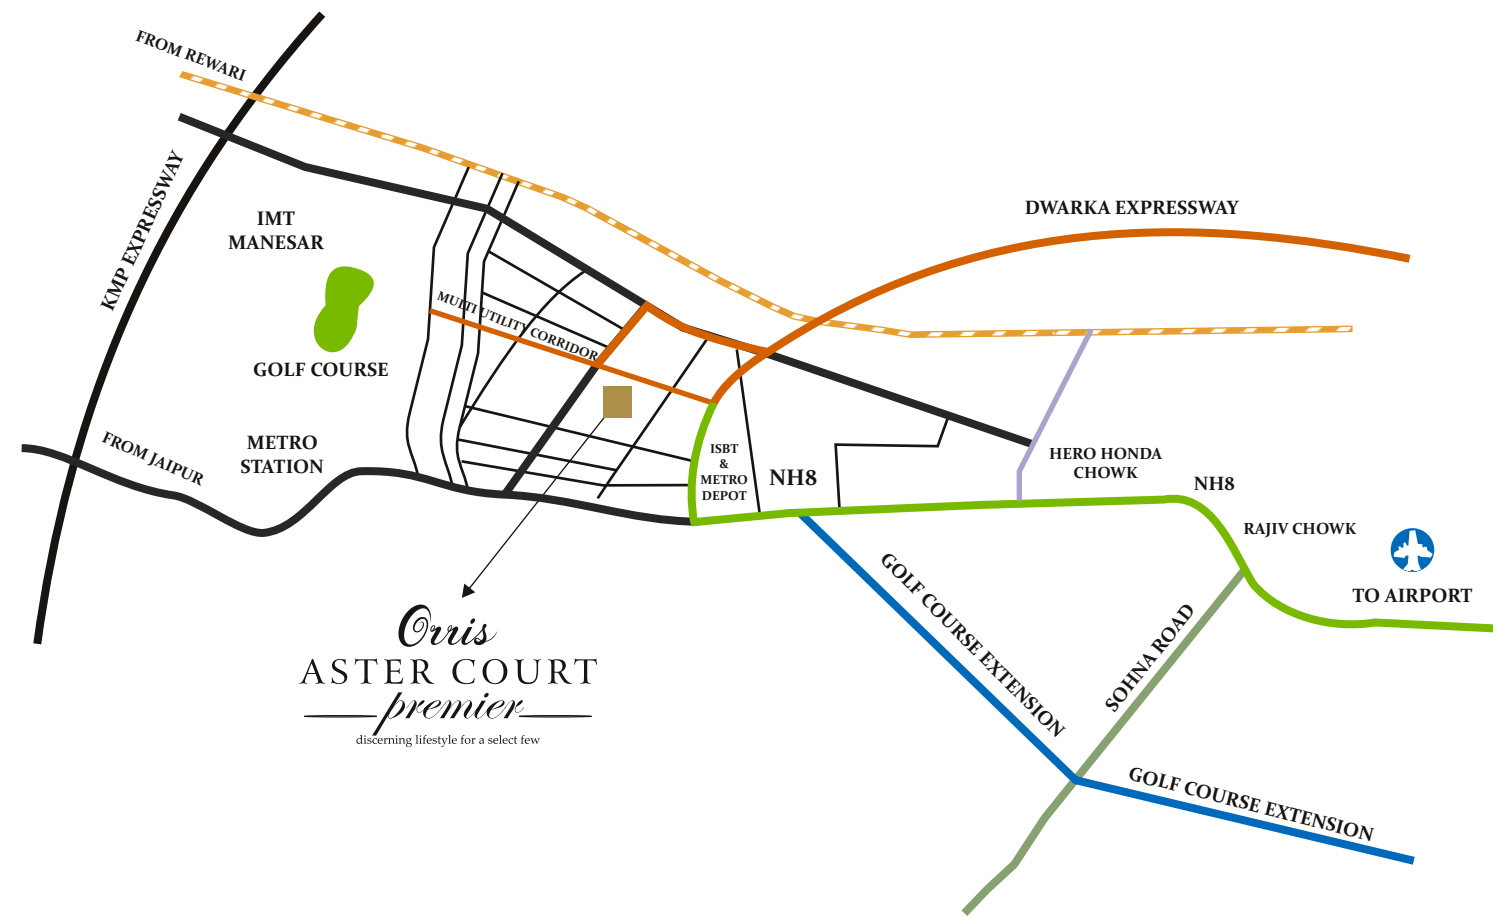 FROM REWARI
KMP EXPRESSWAY
IMT
MANESAR
GOLF COURSE
MULTI UTILITY CORRIDOR
DWARKA EXPRESSWAY
FROM JAIPUR
METRO
STATION
ISBT
&
METRO
DEPOT
NH8
HERO HONDA
CHOWK
NH8
RAJIV CHOWK
TO AIRPORT
GOLF COURSE EXTENSION
SOHNA ROAD
GOLF COURSE EXTENSION
Orris
ASTER COURT
premier
discerning lifestyle for a select few